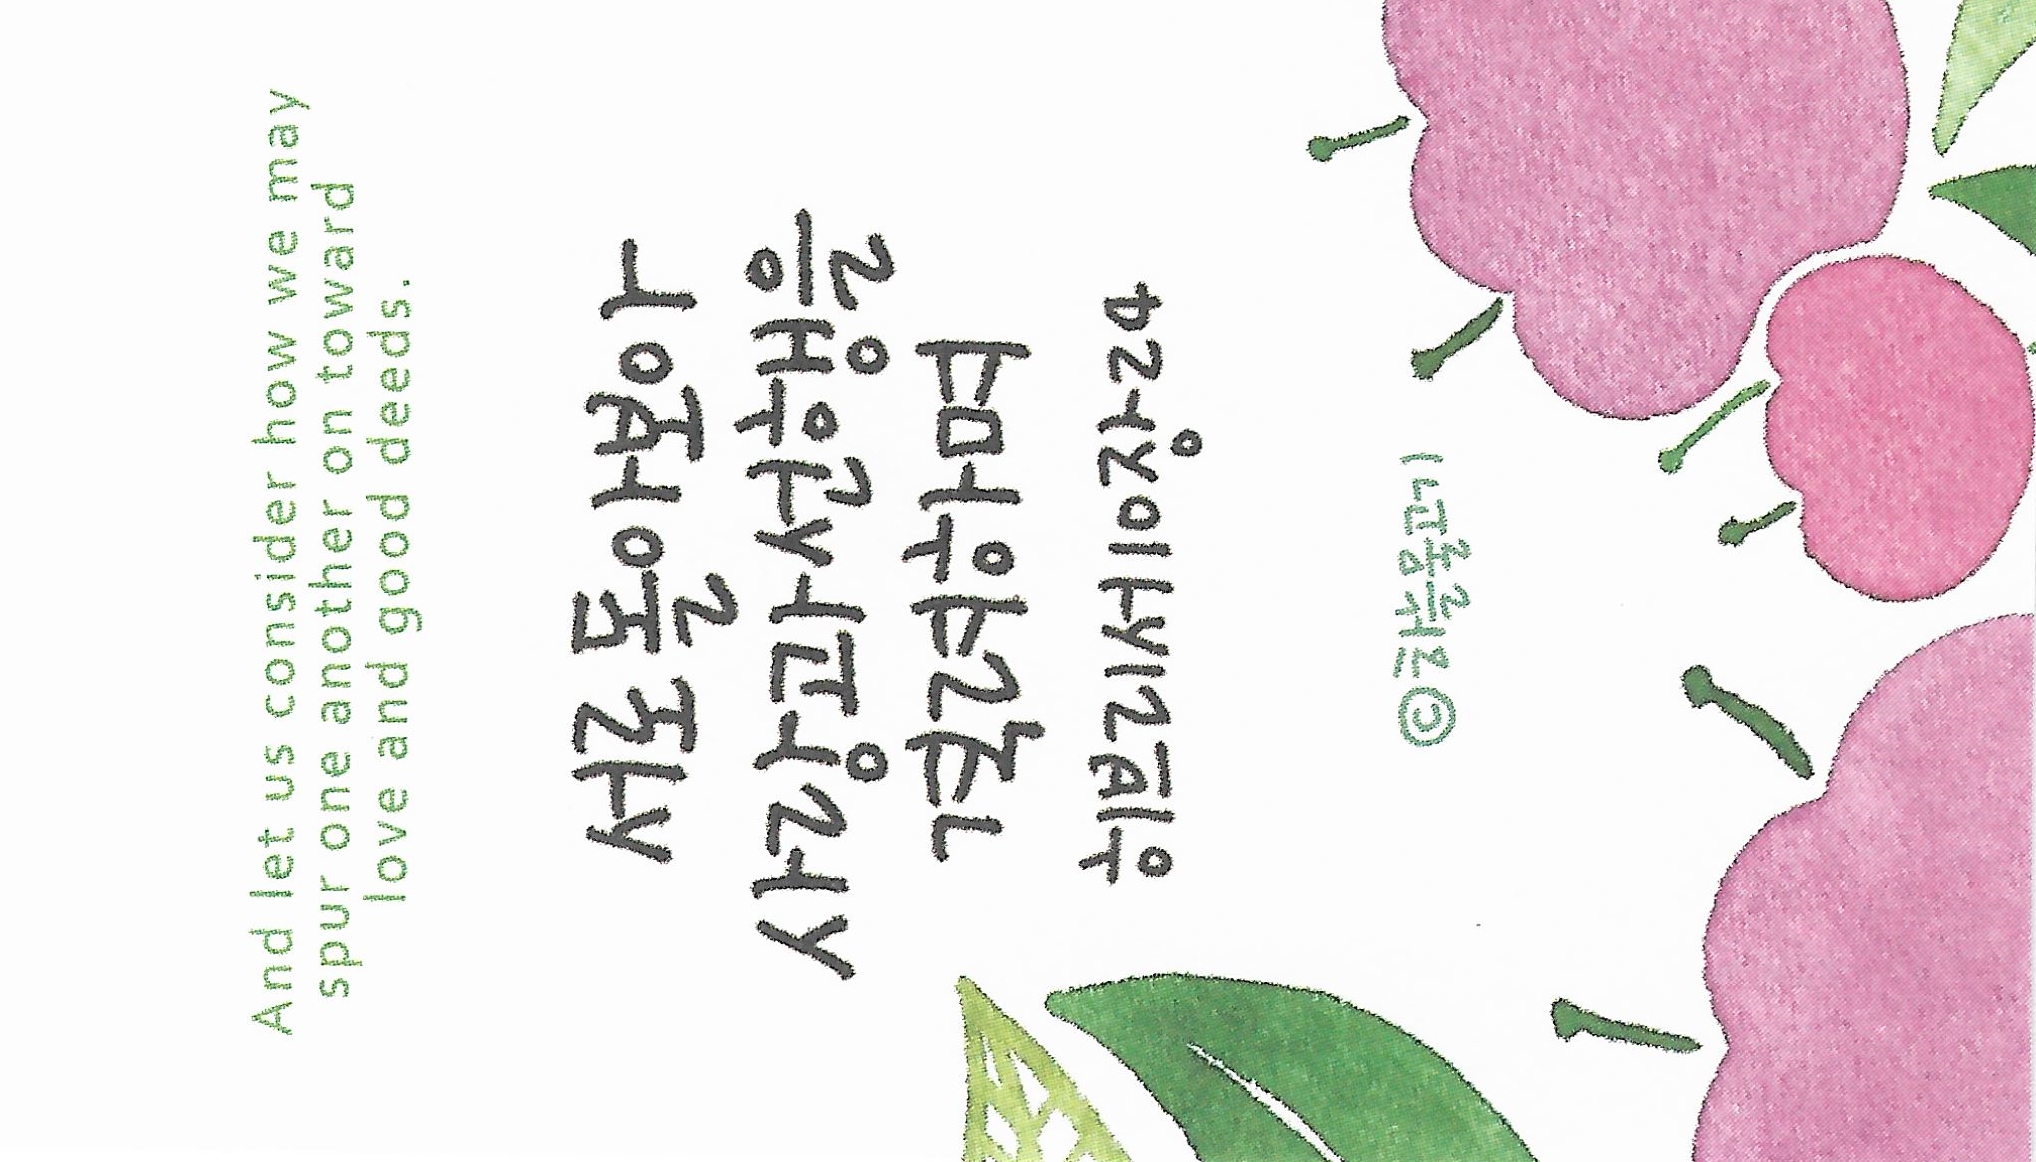 And let us consider how we may
spur one another on toward
love and good deeds.
서로 돌아보아
사랑과 선행을
격려하며
히브리서 10장 24
© 하늘물고기